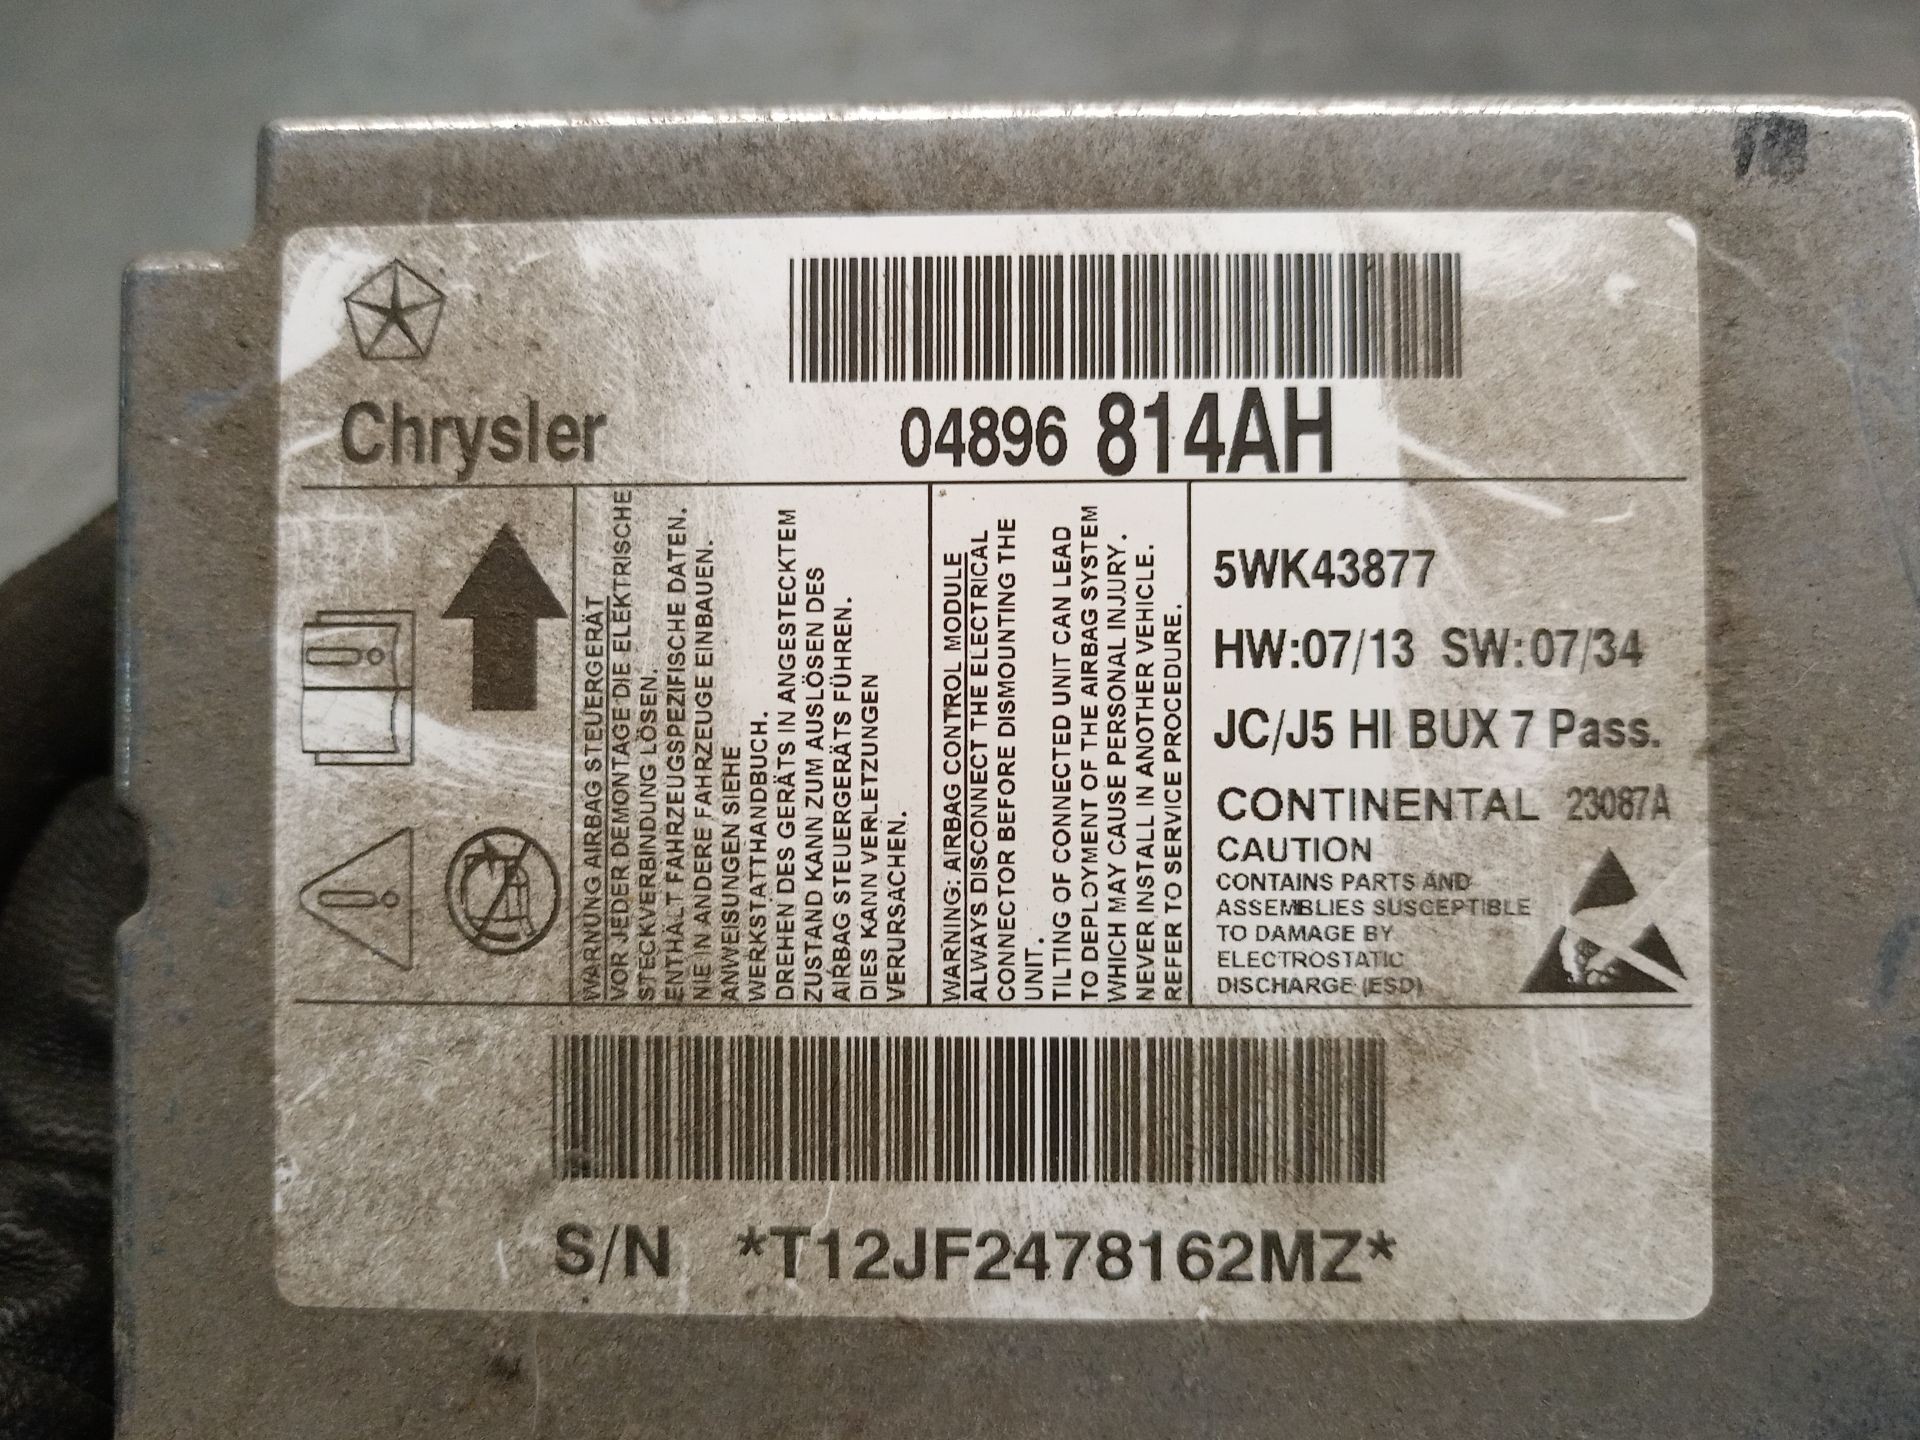 Chrysler
04896 814AH
WARNUNG AIRBAG STEUERGERÄT
VOR JEDER DEMONTAGE DIE ELEKTRISCHE
STECKVERBINDUNG LÖSEN.
ENTHÄLT FAHRZEUGSPEZIFISCHE DATEN.
NIE IN ANDERE FAHRZEUGE EINBAUEN.
ANWEISUNGEN SIEHE
WERKSTATTHANDBUCH.
DREHEN DES GERÄTS IN ANGESTECKTEM
ZUSTAND KANN ZUM AUSLÖSEN DES
AIRBAG STEUERGERÄTS FÜHREN.
DIES KANN VERLETZUNGEN
VERURSACHEN.
WARNING: AIRBAG CONTROL MODULE
ALWAYS DISCONNECT THE ELECTRICAL
CONNECTOR BEFORE DISMOUNTING THE
UNIT.
TILTING OF CONNECTED UNIT CAN LEAD
TO DEPLOYMENT OF THE AIRBAG SYSTEM
WHICH MAY CAUSE PERSONAL INJURY.
NEVER INSTALL IN ANOTHER VEHICLE.
REFER TO SERVICE PROCEDURE.
5WK43877
HW:07/13 SW:07/34
JC/J5 HI BUX 7 Pass.
CONTINENTAL 23087A
CAUTION
CONTAINS PARTS AND
ASSEMBLIES SUSCEPTIBLE
TO DAMAGE BY
ELECTROSTATIC
DISCHARGE (ESD)
S/N *T12JF2478162MZ*